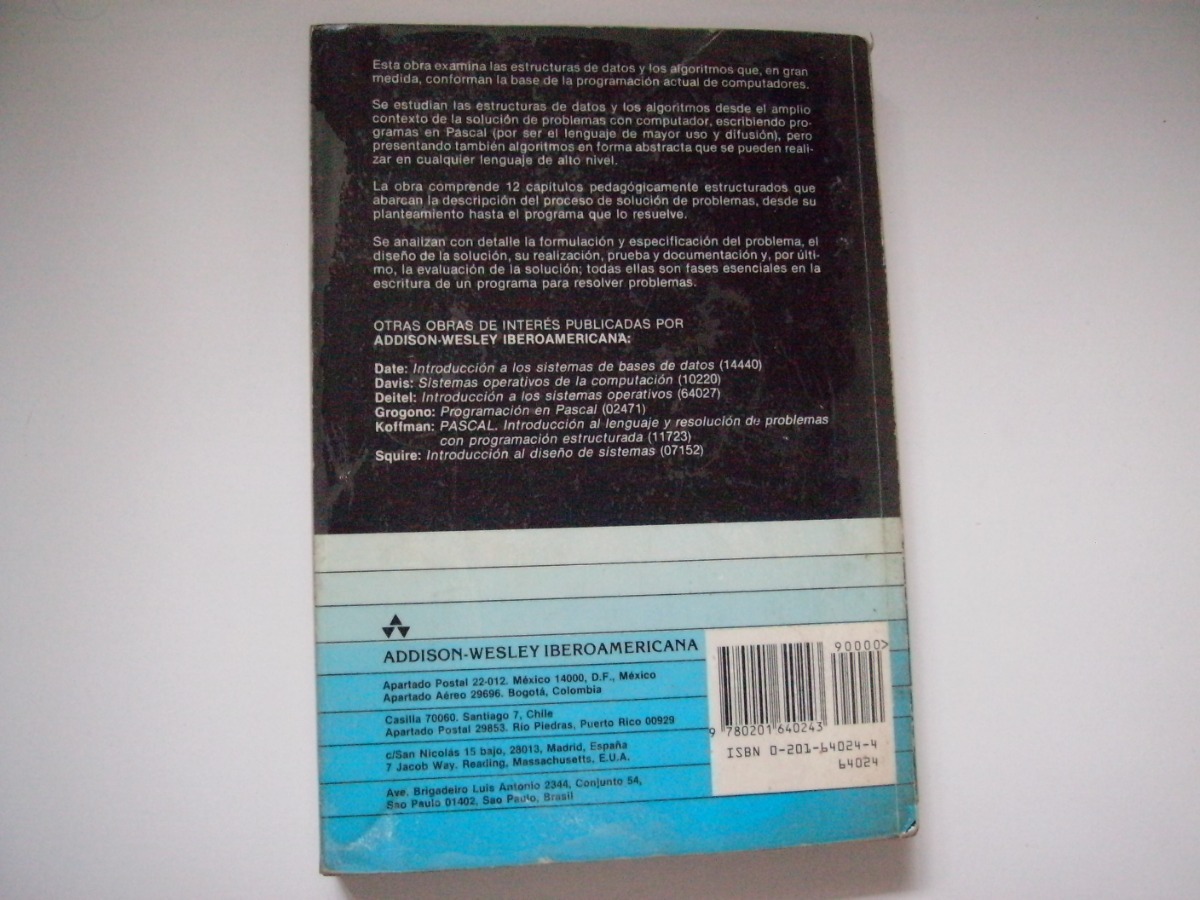 Esta obra examina las estructuras de datos y los algoritmos que, en gran
medida, conforman la base de la programación actual de computadores.
Se estudian las estructuras de datos y los algoritmos desde el amplio
contexto de la solución de problemas con computador, escribiendo pro-
gramas en Pascal (por ser el lenguaje de mayor uso y difusión), pero
presentando también algoritmos en forma abstracta que se pueden reali-
zar en cualquier lenguaje de alto nivel.
La obra comprende 12 capítulos pedagógicamente estructurados que
abarcan la descripción del proceso de solución de problemas, desde su
planteamiento hasta el programa que lo resuelve.
Se analizan con detalle la formulación y especificación del problema, el
diseño de la solución, su realización, prueba y documentación y, por últi-
mo, la evaluación de la solución; todas ellas son fases esenciales en la
escritura de un programa para resolver problemas.
OTRAS OBRAS DE INTERÉS PUBLICADAS POR
ADDISON-WESLEY IBEROAMERICANA:
Date: Introducción a los sistemas de bases de datos (14440)
Davis: Sistemas operativos de la computación (10220)
Deitel: Introducción a los sistemas operativos (64027)
Grogono: Programación en Pascal (02471)
Koffman: PASCAL. Introducción al lenguaje y resolución de problemas
con programación estructurada (11723)
Squire: Introducción al diseño de sistemas (07152)
ADDISON-WESLEY IBEROAMERICANA
Apartado Postal 22-012. México 14000, D.F., México
Apartado Aéreo 29696. Bogotá, Colombia
Casilla 70060. Santiago 7, Chile
Apartado Postal 29853. Río Piedras, Puerto Rico 00929
c/San Nicolás 15 bajo, 28013, Madrid, España
7 Jacob Way. Reading, Massachusetts, E.U.A.
Ave. Brigadeiro Luis Antonio 2344, Conjunto 54,
Sao Paulo 01402, Sao Paulo, Brasil
90000>
9 780201 640243
ISBN 0-201-64024-4
64024